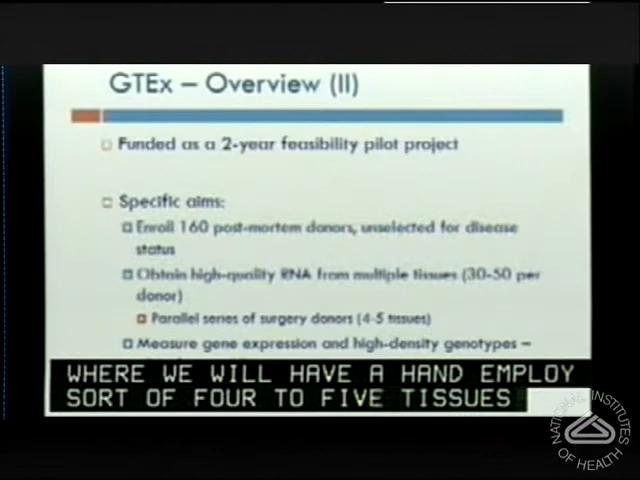 GTEx – Overview (II)
Funded as a 2-year feasibility pilot project
Specific aims:
Enroll 160 post-mortem donors, unselected for disease
status
Obtain high-quality RNA from multiple tissues (30-50 per
donor)
Parallel series of surgery donors (4-5 tissues)
Measure gene expression and high-density genotypes –
WHERE WE WILL HAVE A HAND EMPLOY
SORT OF FOUR TO FIVE TISSUES
NATIONAL INSTITUTES
OF HEALTH